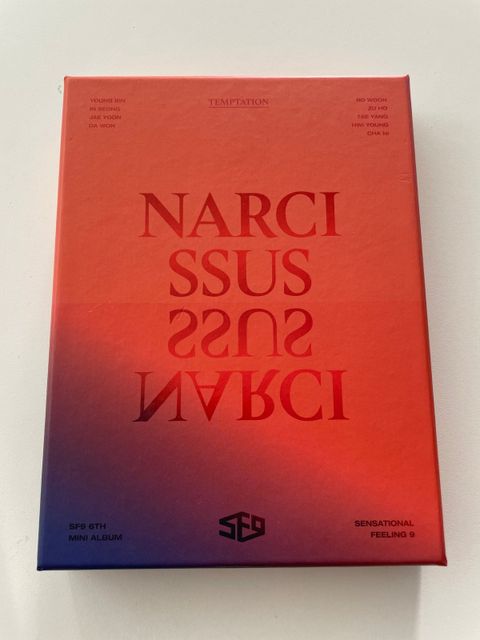 YOUNG BIN
IN SEONG
JAE YOON
DA WON
TEMPTATION
RO WOON
ZU HO
TAE YANG
HWI YOUNG
CHA NI
NARCI
SSUS
SSUS
NARCI
SF9 6TH
MINI ALBUM
SF9
SENSATIONAL
FEELING 9